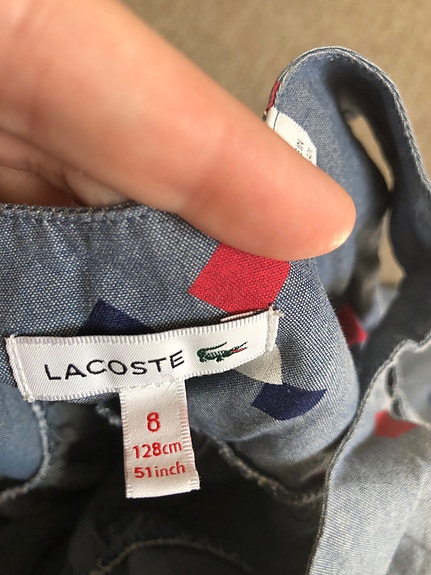 LACOSTE
8
128cm
51inch